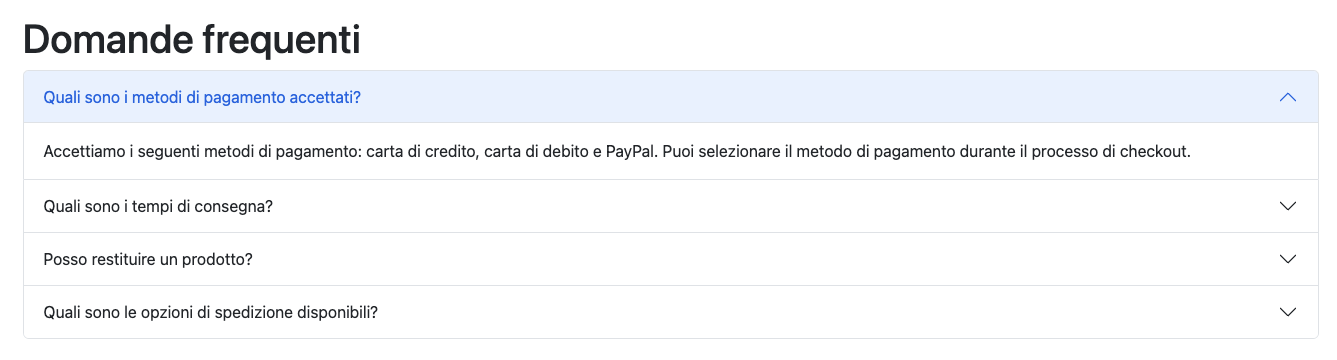 Domande frequenti
Quali sono i metodi di pagamento accettati?
Accettiamo i seguenti metodi di pagamento: carta di credito, carta di debito e PayPal. Puoi selezionare il metodo di pagamento durante il processo di checkout.
Quali sono i tempi di consegna?
Posso restituire un prodotto?
Quali sono le opzioni di spedizione disponibili?